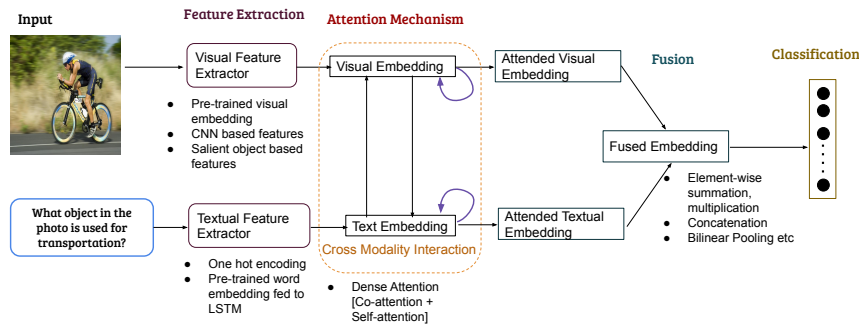 Input
Feature Extraction
Attention Mechanism
Fusion
Classification
Visual Feature
Extractor
Visual Embedding
Attended Visual
Embedding
● Pre-trained visual
embedding
● CNN based features
● Salient object based
features
Fused Embedding
● Element-wise
summation,
multiplication
● Concatenation
● Bilinear Pooling etc
What object in the
photo is used for
transportation?
Textual Feature
Extractor
Text Embedding
Attended Textual
Embedding
Cross Modality Interaction
● One hot encoding
● Pre-trained word
embedding fed to
LSTM
● Dense Attention
[Co-attention +
Self-attention]